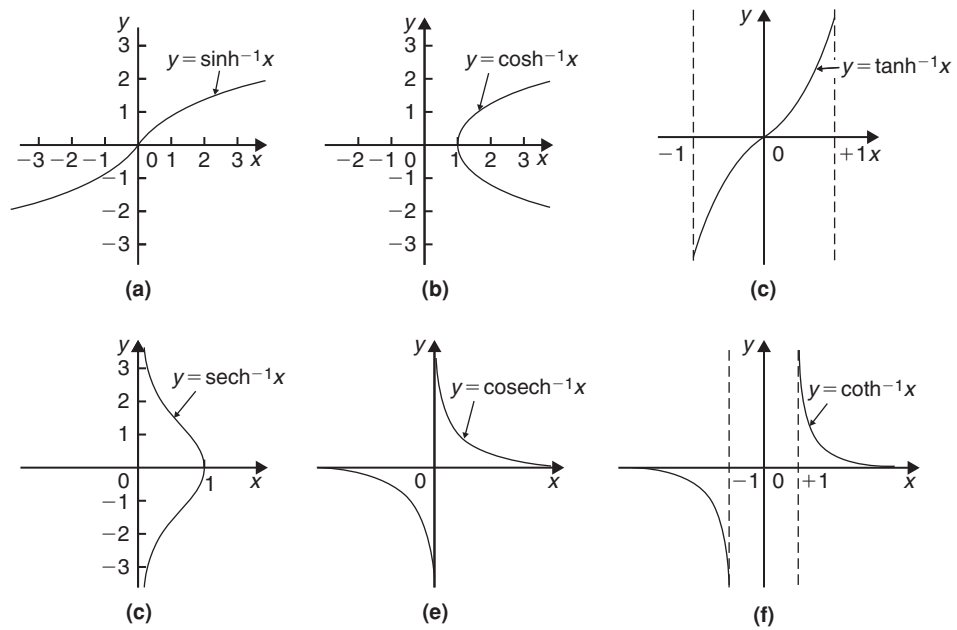 y
3
2
1
0
−3 −2 −1
1 2 3 x
−1
−2
−3
y = sinh⁻¹x
(a)
y
3
2
1
−2 −1 0 1 2 3 x
−1
−2
−3
y = cosh⁻¹x
(b)
y
y = tanh⁻¹x
−1 0 +1 x
(c)
y
3
2
1
0 1 x
−1
−2
−3
y = sech⁻¹x
(c)
y
y = cosech⁻¹x
0 x
(e)
y
y = coth⁻¹x
−1 0 +1 x
(f)